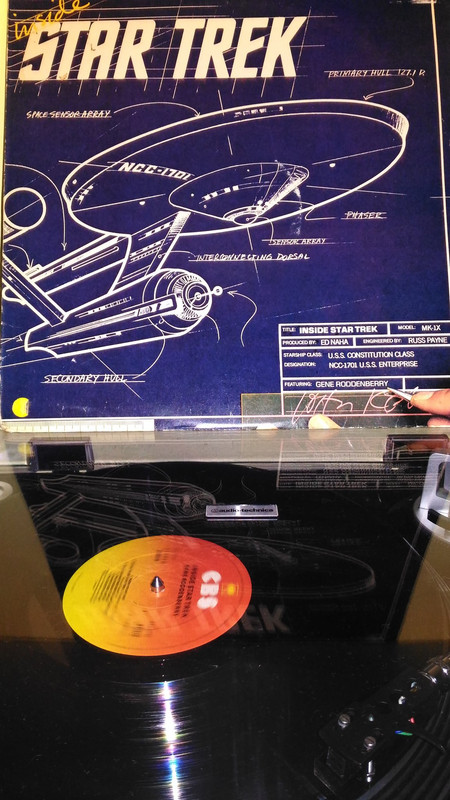 inside
STAR TREK
PRIMARY HULL 127.1 D.
SPACE SENSOR ARRAY
NCC-1701
PHASER
SENSOR ARRAY
INTERCONNECTING DORSAL
SECONDARY HULL
TITLE: INSIDE STAR TREK MODEL: MK-1X
PRODUCED BY: ED NAHA ENGINEERED BY: RUSS PAYNE
STARSHIP CLASS: U.S.S. CONSTITUTION CLASS
DESIGNATION: NCC-1701 U.S.S. ENTERPRISE
FEATURING: GENE RODDENBERRY
audio-technica
CBS
INSIDE STAR TREK
GENE RODDENBERRY